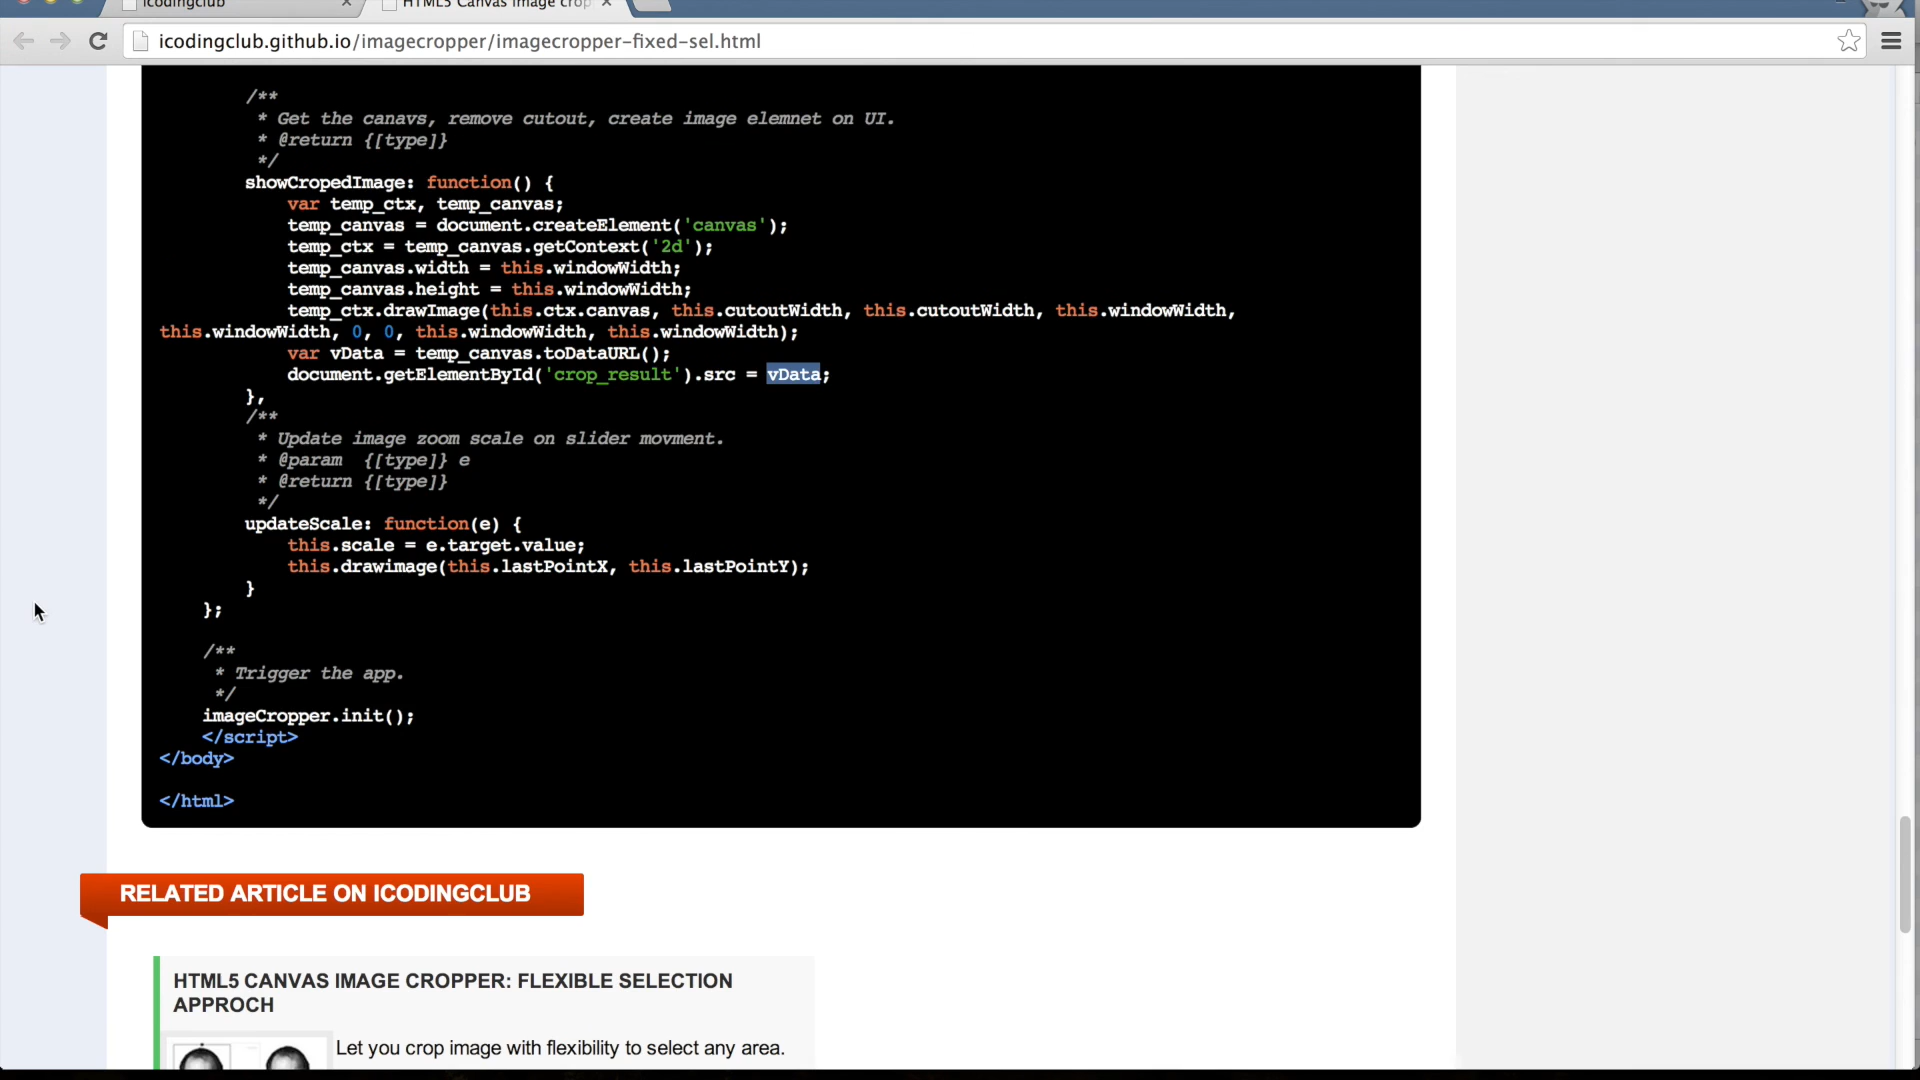 icodingclub
HTML5 Canvas image crop
icodingclub.github.io/imagecropper/imagecropper-fixed-sel.html
/**
* Get the canavs, remove cutout, create image elemnet on UI.
* @return {[type]}
*/
showCropedImage: function() {
var temp_ctx, temp_canvas;
temp_canvas = document.createElement('canvas');
temp_ctx = temp_canvas.getContext('2d');
temp_canvas.width = this.windowWidth;
temp_canvas.height = this.windowWidth;
temp_ctx.drawImage(this.ctx.canvas, this.cutoutWidth, this.cutoutWidth, this.windowWidth,
this.windowWidth, 0, 0, this.windowWidth, this.windowWidth);
var vData = temp_canvas.toDataURL();
document.getElementById('crop_result').src = vData;
},
/**
* Update image zoom scale on slider movment.
* @param  {[type]} e
* @return {[type]}
*/
updateScale: function(e) {
this.scale = e.target.value;
this.drawimage(this.lastPointX, this.lastPointY);
}
};
/**
* Trigger the app.
*/
imageCropper.init();
</script>
</body>
</html>
RELATED ARTICLE ON ICODINGCLUB
HTML5 CANVAS IMAGE CROPPER: FLEXIBLE SELECTION
APPROCH
Let you crop image with flexibility to select any area.